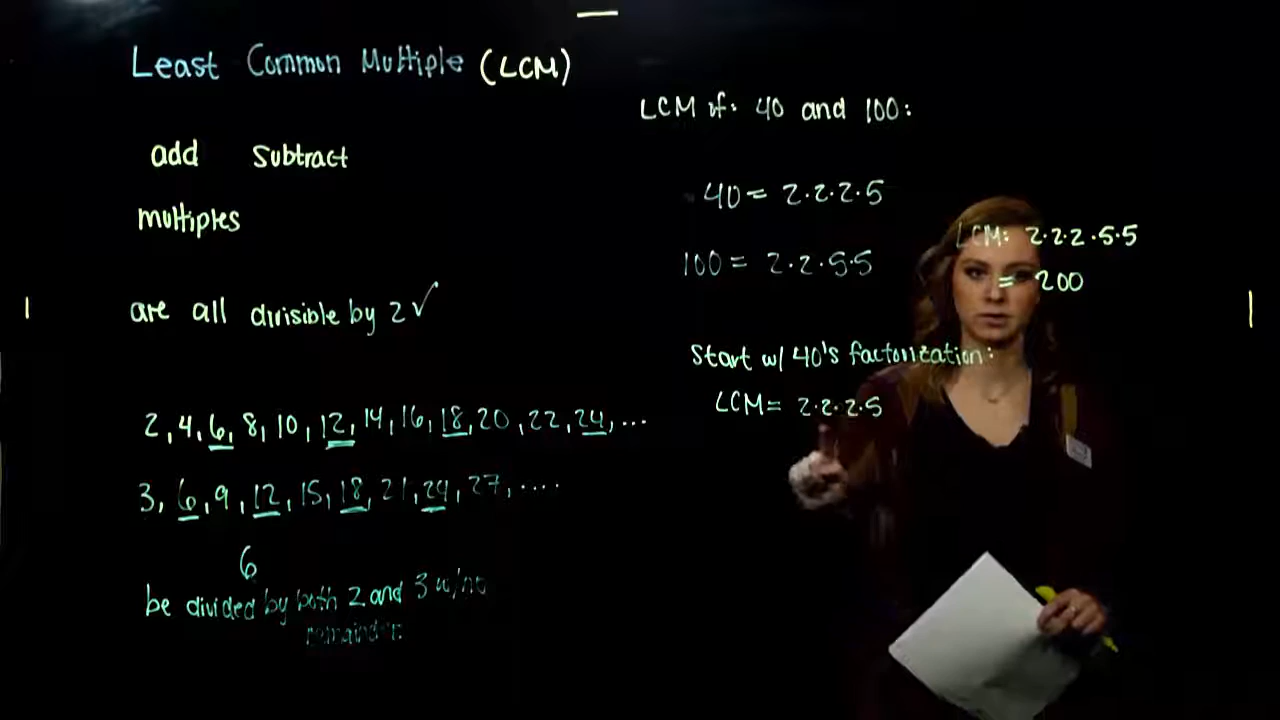 Least Common Multiple (LCM)
add subtract
multiples
are all divisible by 2 ✓
2, 4, 6, 8, 10, 12, 14, 16, 18, 20, 22, 24, ...
3, 6, 9, 12, 15, 18, 21, 24, 27, ....
6
be divided by both 2 and 3 w/no
remainder.
LCM of: 40 and 100:
40 = 2·2·2·5
100 = 2·2·5·5
LCM: 2·2·2·5·5
= 200
Start w/ 40's factorization:
LCM = 2·2·2·5